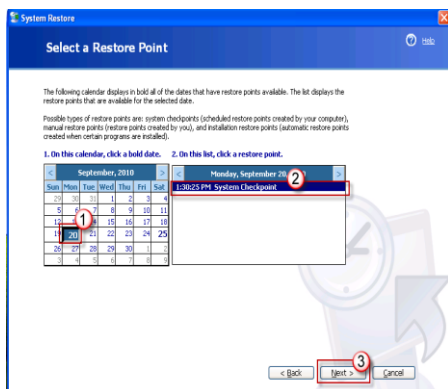 System Restore
Select a Restore Point
Help
The following calendar displays in bold all of the dates that have restore points available. The list displays the
restore points that are available for the selected date.
Possible types of restore points are: system checkpoints (scheduled restore points created by your computer),
manual restore points (restore points created by you), and installation restore points (automatic restore points
created when certain programs are installed).
1. On this calendar, click a bold date. 2. On this list, click a restore point.
< September, 2010 > < Monday, September 20, >
Sun Mon Tue Wed Thu Fri Sat 1:30:25 PM System Checkpoint 2
29 30 31 1 2 3 4
5 6 7 8 9 10 11
12 1 14 15 16 17 18
19 20 21 22 23 24 25
26 27 28 29 30 1 2
3 4 5 6 7 8 9
3
< Back Next > Cancel